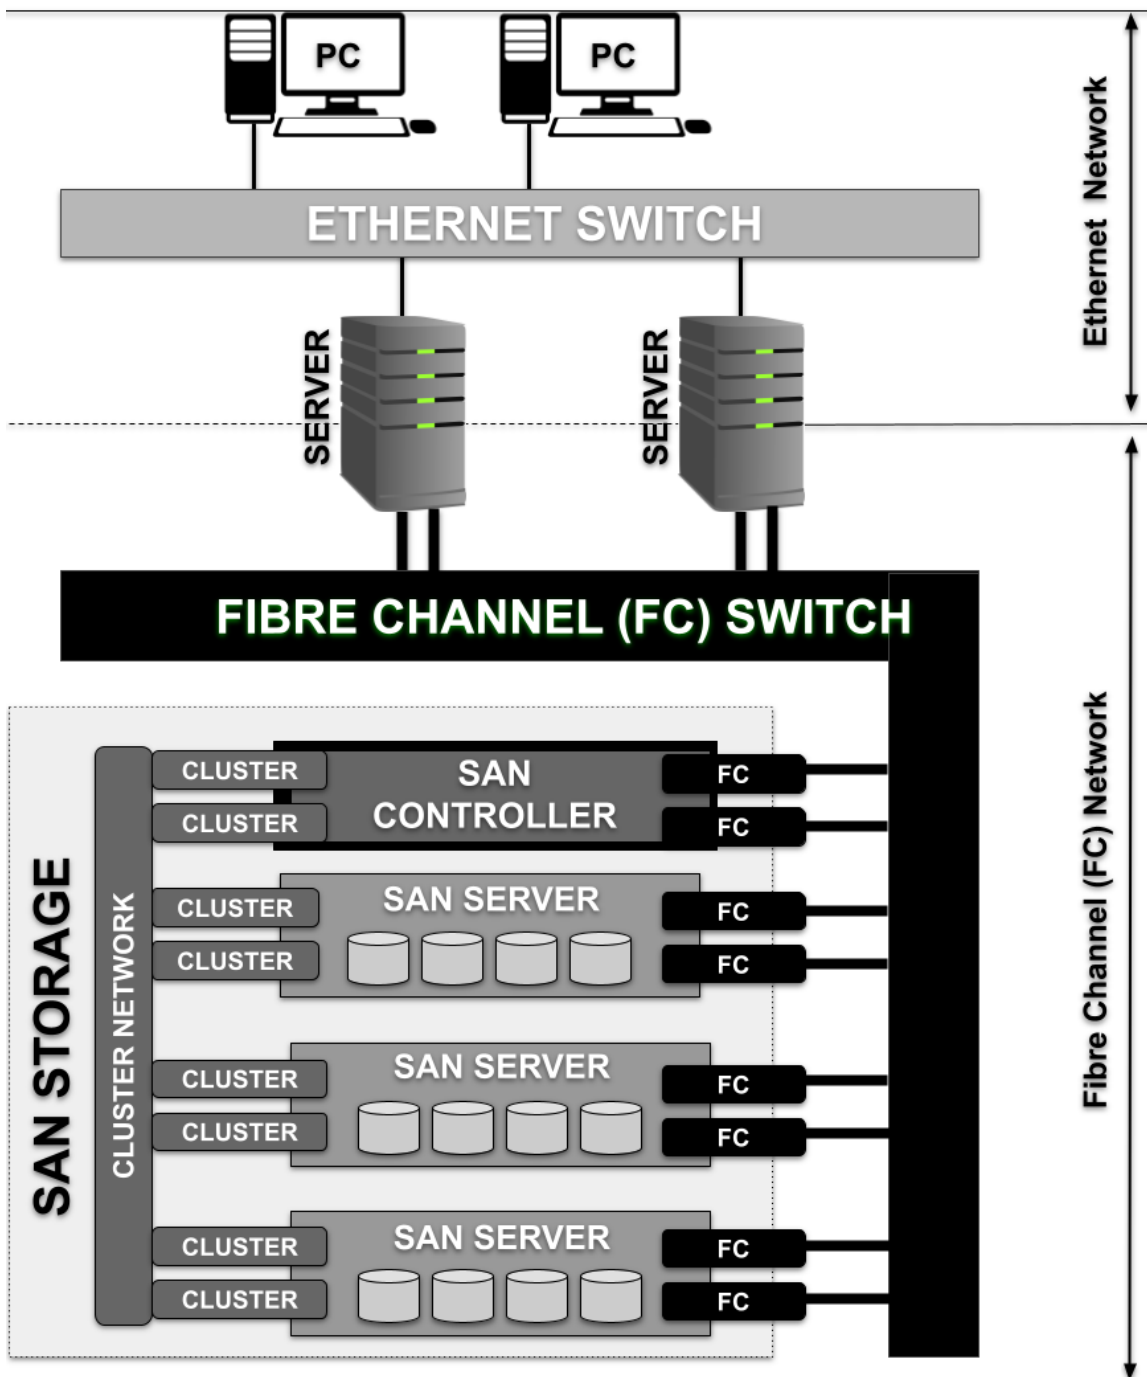 PC
PC
Ethernet Network
ETHERNET SWITCH
SERVER
SERVER
FIBRE CHANNEL (FC) SWITCH
Fibre Channel (FC) Network
SAN STORAGE
CLUSTER NETWORK
CLUSTER
CLUSTER
SAN
CONTROLLER
FC
FC
CLUSTER
CLUSTER
SAN SERVER
FC
FC
CLUSTER
CLUSTER
SAN SERVER
FC
FC
CLUSTER
CLUSTER
SAN SERVER
FC
FC